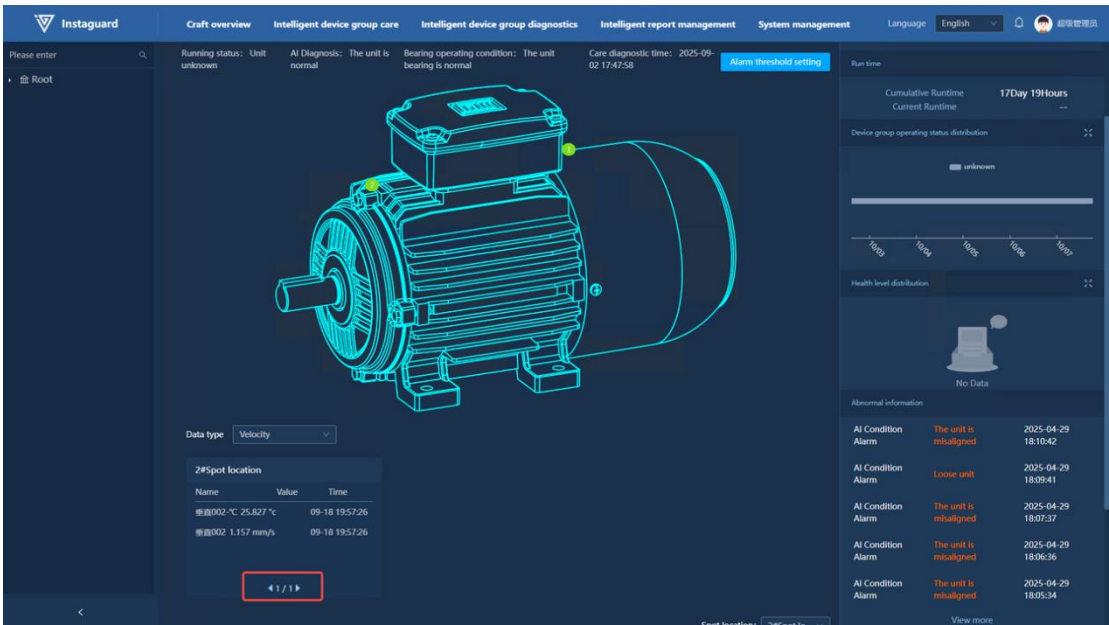 Instaguard
Craft overview
Intelligent device group care
Intelligent device group diagnostics
Intelligent report management
System management
Language
English
超级管理员
Please enter
Root
Running status: Unit
unknown
AI Diagnosis: The unit is
normal
Bearing operating condition: The unit
bearing is normal
Care diagnostic time: 2025-09-
02 17:47:58
Alarm threshold setting
2
Data type
Velocity
2#Spot location
Name Value Time
垂直002-℃ 25.827 °c 09-18 19:57:26
垂直002 1.157 mm/s 09-18 19:57:26
1 / 1
Run time
Cumulative Runtime 17Day 19Hours
Current Runtime --
Device group operating status distribution
unknown
10/03 10/04 10/05 10/06 10/07
Health level distribution
No Data
Abnormal information
AI Condition
Alarm
The unit is
misaligned
2025-04-29
18:10:42
AI Condition
Alarm
Loose unit
2025-04-29
18:09:41
AI Condition
Alarm
The unit is
misaligned
2025-04-29
18:07:37
AI Condition
Alarm
The unit is
misaligned
2025-04-29
18:06:36
AI Condition
Alarm
The unit is
misaligned
2025-04-29
18:05:34
View more
Spot location: